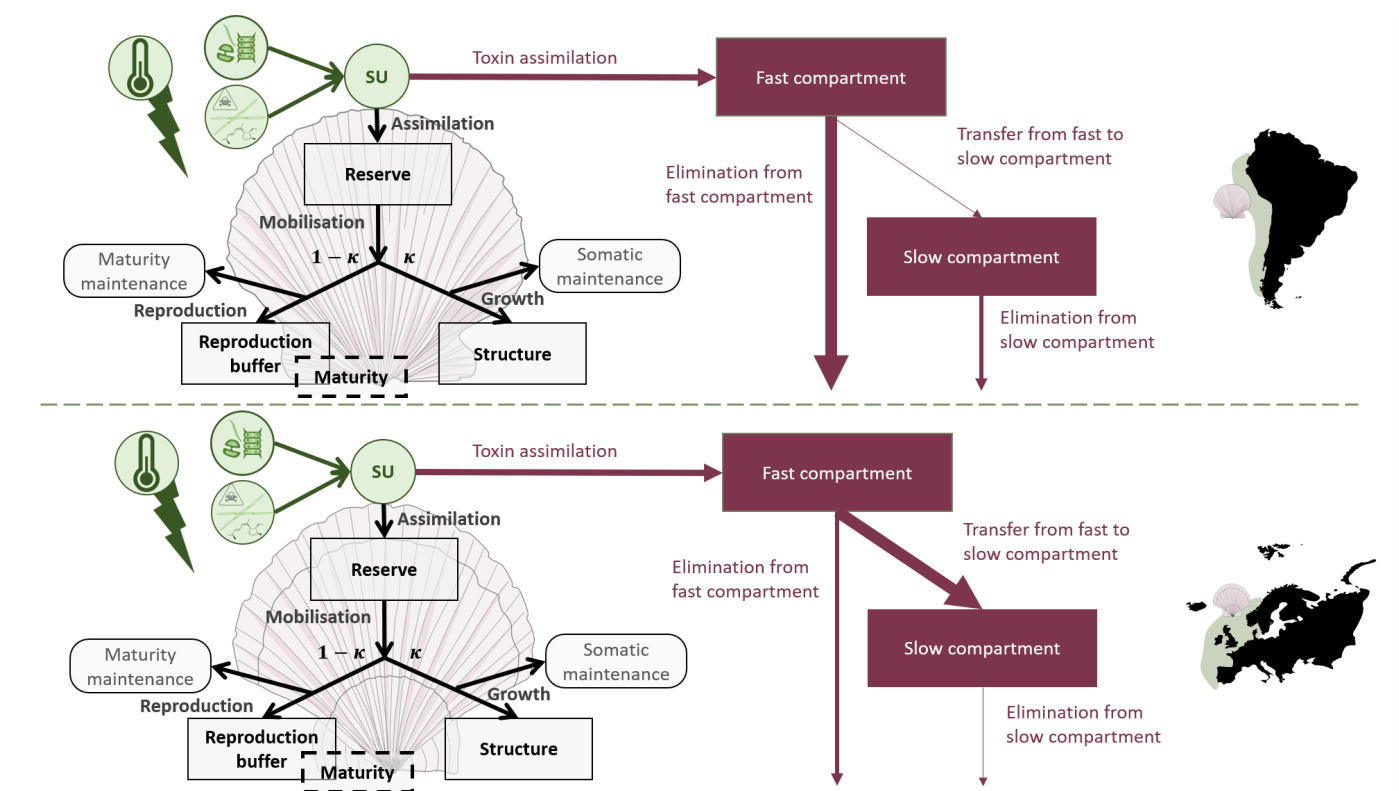 SU
Toxin assimilation
Fast compartment
Assimilation
Transfer from fast to
slow compartment
Elimination from
fast compartment
Reserve
Mobilisation
1 − κ
κ
Maturity
maintenance
Somatic
maintenance
Slow compartment
Growth
Reproduction
Elimination from
slow compartment
Reproduction
buffer
Structure
Maturity
SU
Toxin assimilation
Fast compartment
Assimilation
Transfer from fast to
slow compartment
Elimination from
fast compartment
Reserve
Mobilisation
1 − κ
κ
Maturity
maintenance
Somatic
maintenance
Slow compartment
Growth
Reproduction
Elimination from
slow compartment
Reproduction
buffer
Structure
Maturity